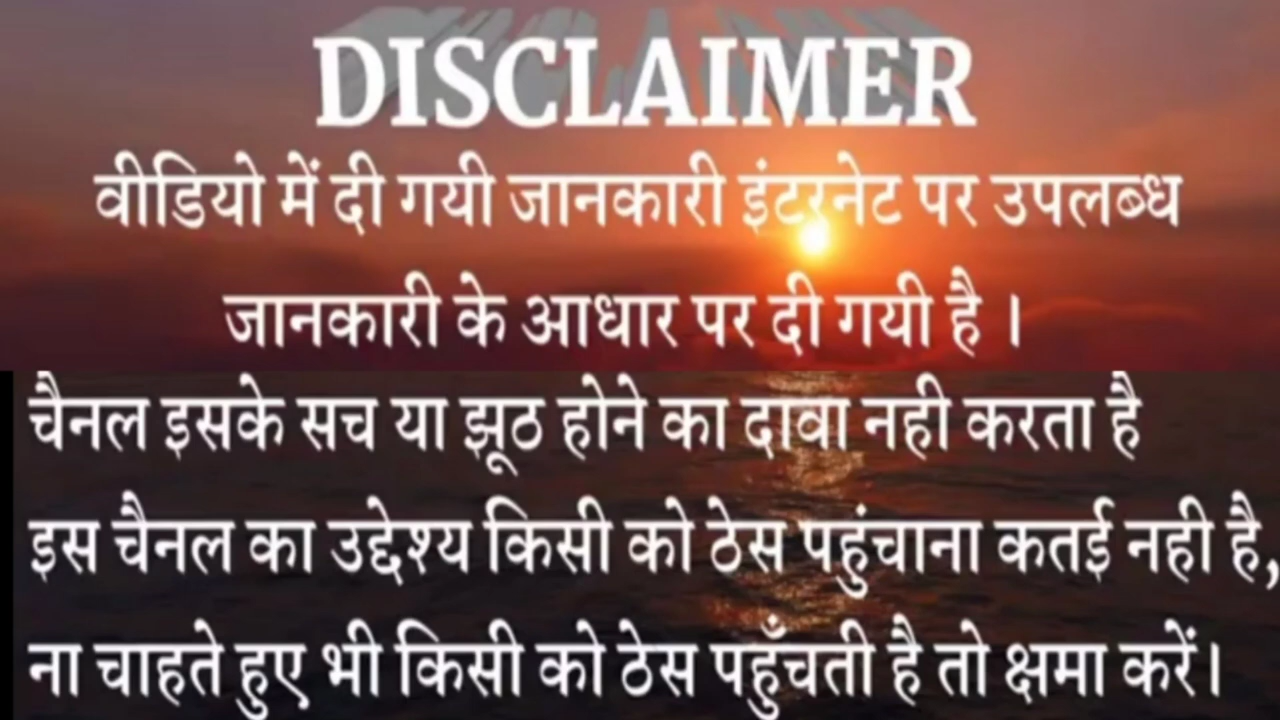 DISCLAIMER
वीडियो में दी गयी जानकारी इंटरनेट पर उपलब्ध
जानकारी के आधार पर दी गयी है ।
चैनल इसके सच या झूठ होने का दावा नही करता है
इस चैनल का उद्देश्य किसी को ठेस पहुंचाना कतई नही है,
ना चाहते हुए भी किसी को ठेस पहुँचती है तो क्षमा करें।